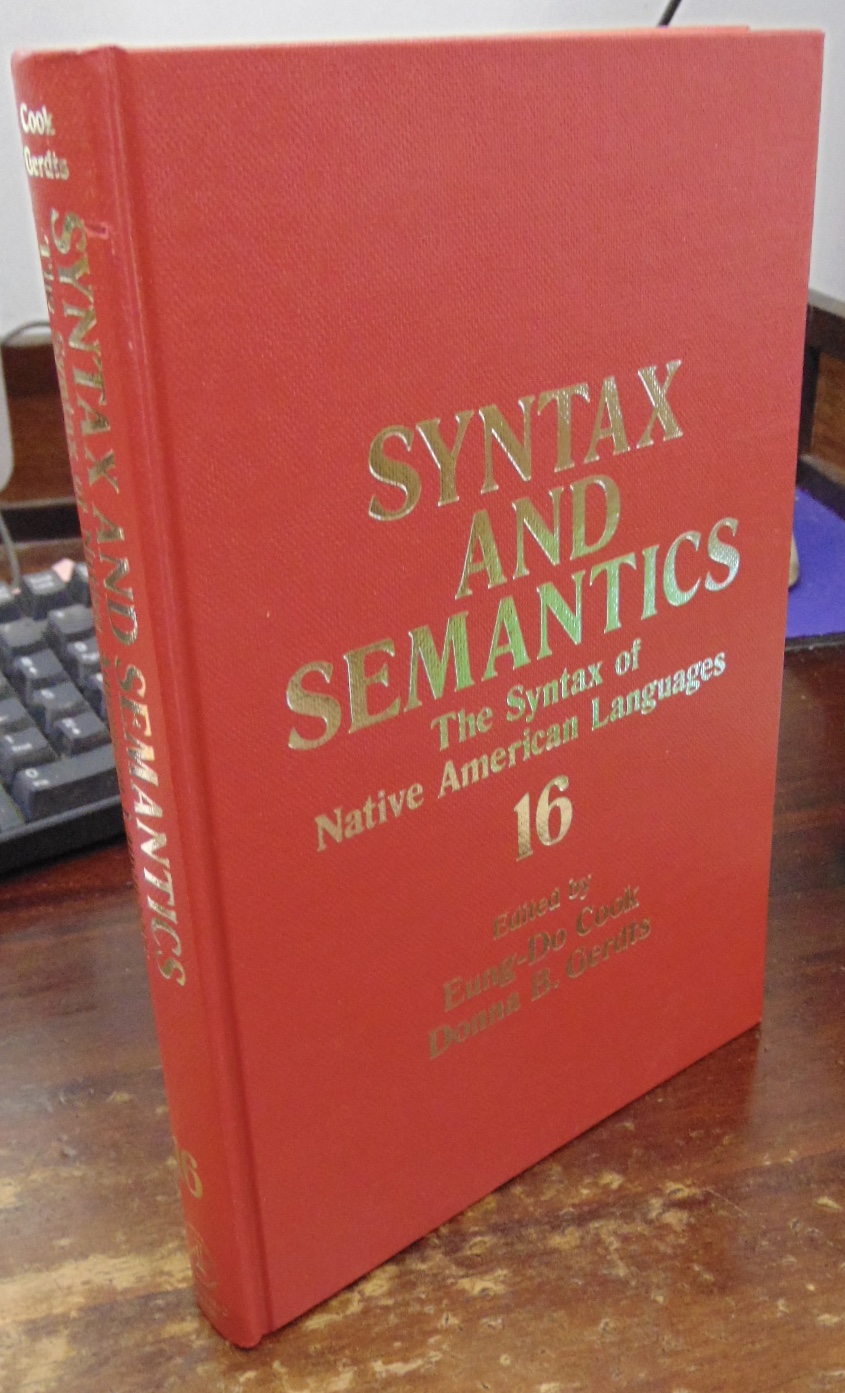 Cook
Gerdts
SYNTAX AND SEMANTICS
16
SYNTAX
AND
SEMANTICS
The Syntax of
Native American Languages
16
Edited by
Eung-Do Cook
Donna B. Gerdts